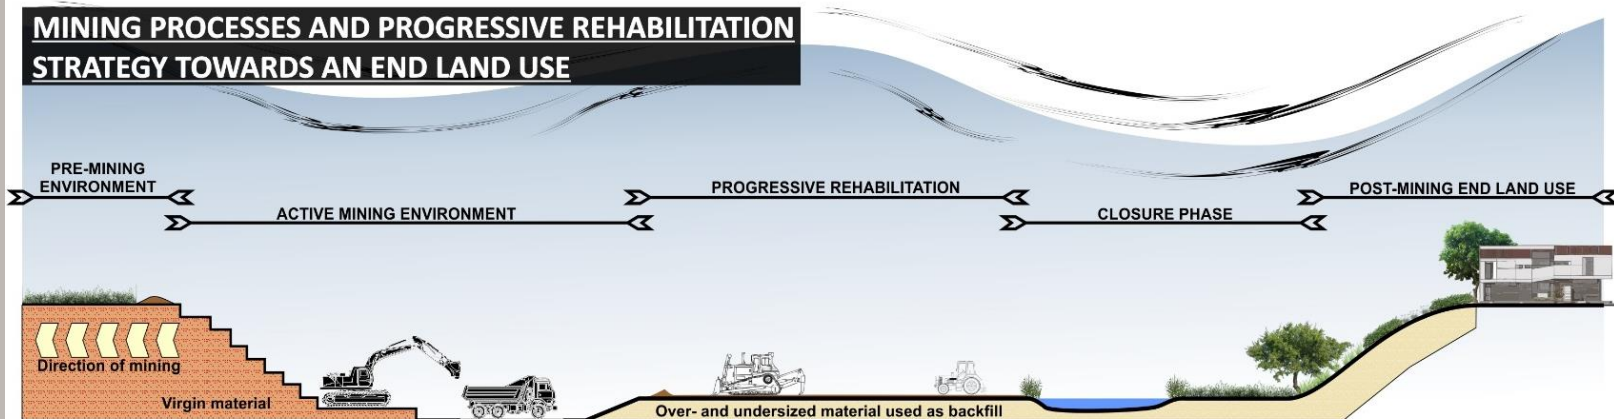 MINING PROCESSES AND PROGRESSIVE REHABILITATION
STRATEGY TOWARDS AN END LAND USE
PRE-MINING
ENVIRONMENT
ACTIVE MINING ENVIRONMENT
PROGRESSIVE REHABILITATION
CLOSURE PHASE
POST-MINING END LAND USE
Direction of mining
Virgin material
Over- and undersized material used as backfill